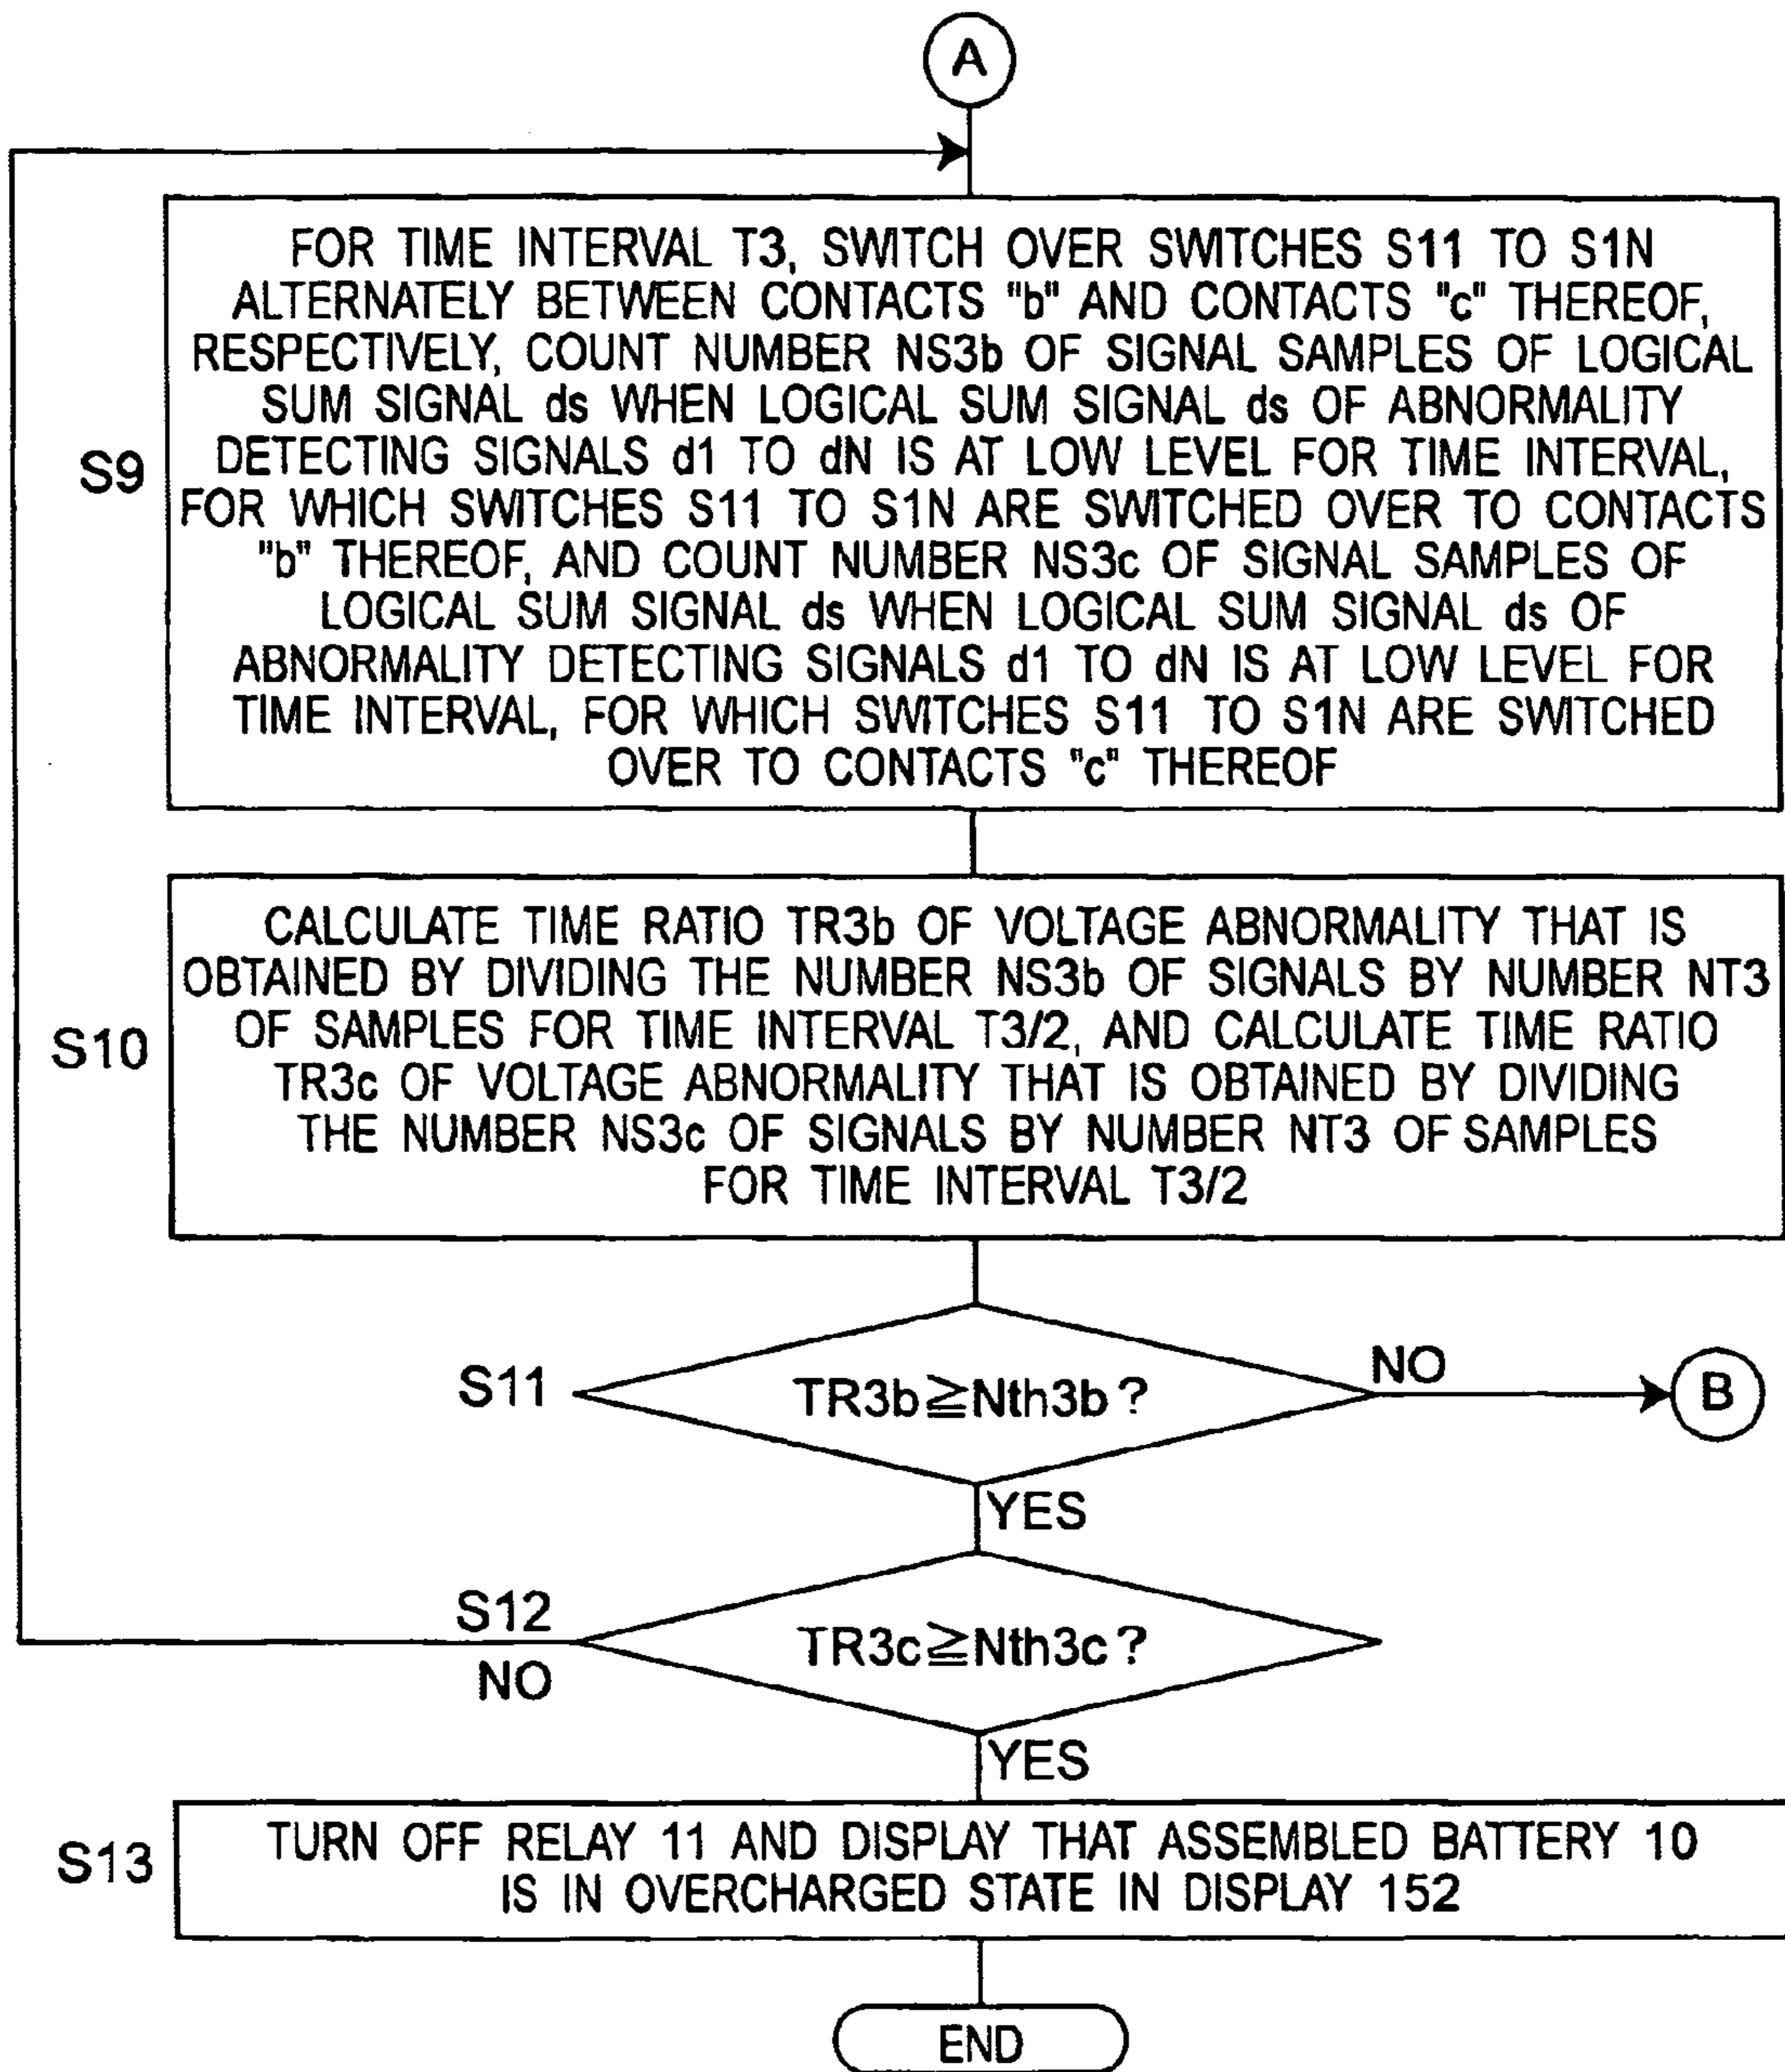 A
FOR TIME INTERVAL T3, SWITCH OVER SWITCHES S11 TO S1N
ALTERNATELY BETWEEN CONTACTS "b" AND CONTACTS "c" THEREOF,
RESPECTIVELY, COUNT NUMBER NS3b OF SIGNAL SAMPLES OF LOGICAL
SUM SIGNAL ds WHEN LOGICAL SUM SIGNAL ds OF ABNORMALITY
DETECTING SIGNALS d1 TO dN IS AT LOW LEVEL FOR TIME INTERVAL,
FOR WHICH SWITCHES S11 TO S1N ARE SWITCHED OVER TO CONTACTS
"b" THEREOF, AND COUNT NUMBER NS3c OF SIGNAL SAMPLES OF
LOGICAL SUM SIGNAL ds WHEN LOGICAL SUM SIGNAL ds OF
ABNORMALITY DETECTING SIGNALS d1 TO dN IS AT LOW LEVEL FOR
TIME INTERVAL, FOR WHICH SWITCHES S11 TO S1N ARE SWITCHED
OVER TO CONTACTS "c" THEREOF
S9
CALCULATE TIME RATIO TR3b OF VOLTAGE ABNORMALITY THAT IS
OBTAINED BY DIVIDING THE NUMBER NS3b OF SIGNALS BY NUMBER NT3
OF SAMPLES FOR TIME INTERVAL T3/2, AND CALCULATE TIME RATIO
TR3c OF VOLTAGE ABNORMALITY THAT IS OBTAINED BY DIVIDING
THE NUMBER NS3c OF SIGNALS BY NUMBER NT3 OF SAMPLES
FOR TIME INTERVAL T3/2
S10
S11
TR3b≧Nth3b?
NO
B
YES
S12
TR3c≧Nth3c?
NO
YES
S13
TURN OFF RELAY 11 AND DISPLAY THAT ASSEMBLED BATTERY 10
IS IN OVERCHARGED STATE IN DISPLAY 152
END